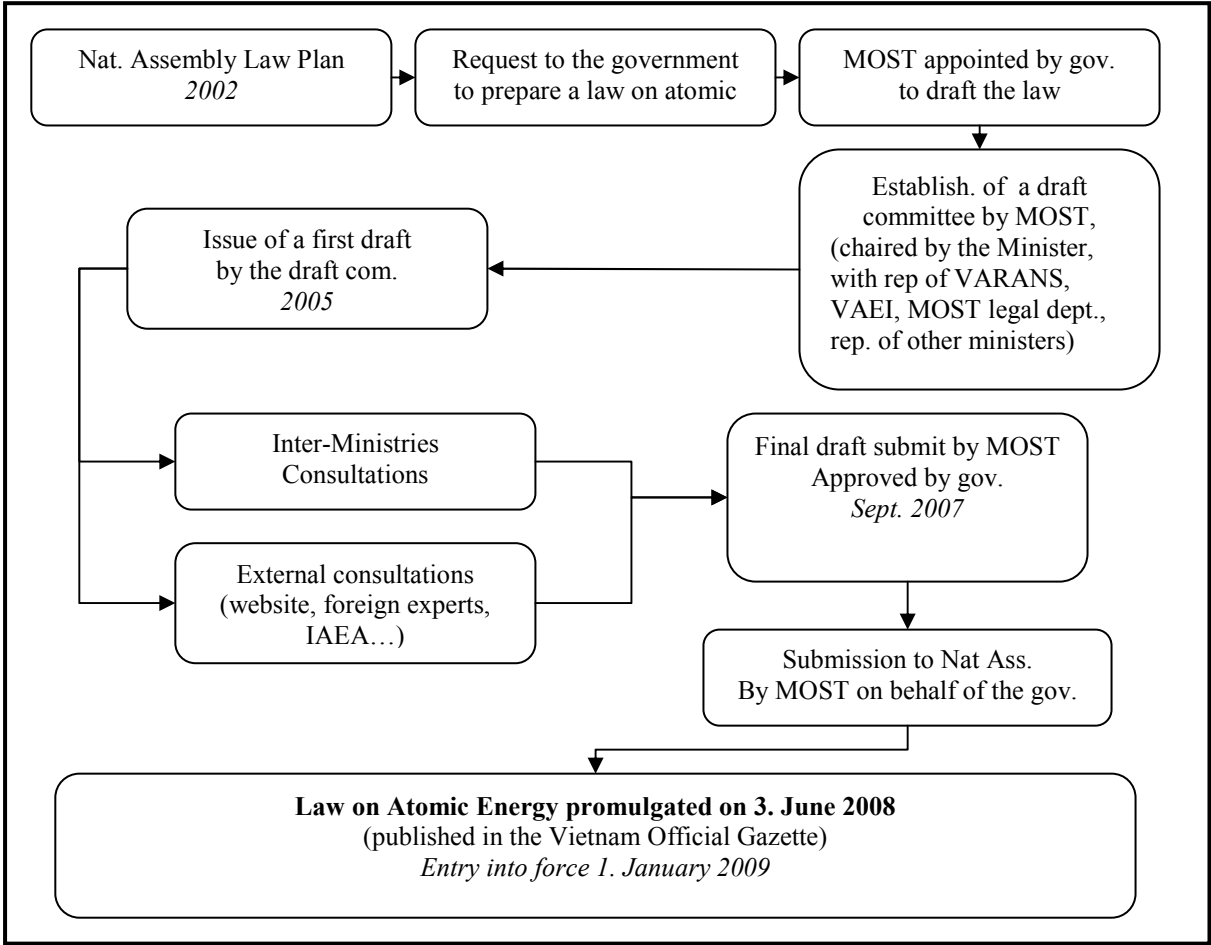 Nat. Assembly Law Plan
2002
Request to the government
to prepare a law on atomic
MOST appointed by gov.
to draft the law
Establish. of a draft
committee by MOST,
(chaired by the Minister,
with rep of VARANS,
VAEI, MOST legal dept.,
rep. of other ministers)
Issue of a first draft
by the draft com.
2005
Inter-Ministries
Consultations
External consultations
(website, foreign experts,
IAEA…)
Final draft submit by MOST
Approved by gov.
Sept. 2007
Submission to Nat Ass.
By MOST on behalf of the gov.
Law on Atomic Energy promulgated on 3. June 2008
(published in the Vietnam Official Gazette)
Entry into force 1. January 2009